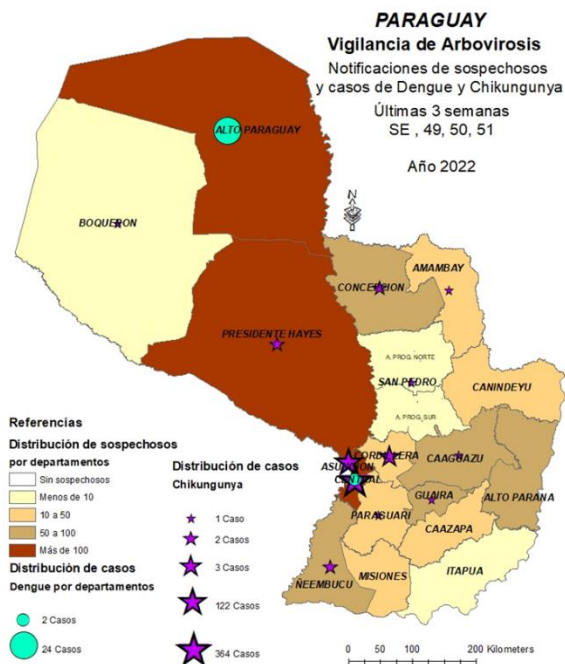 PARAGUAY
Vigilancia de Arbovirosis
Notificaciones de sospechosos
y casos de Dengue y Chikungunya
Últimas 3 semanas
SE , 49, 50, 51
Año 2022
N
ALTO PARAGUAY
BOQUERON
AMAMBAY
CONCEPCION
PRESIDENTE HAYES
A. PROG. NORTE
SAN PEDRO
CANINDEYU
A. PROG. SUR
CORDILLERA
ASUNCION
CAAGUAZU
CENTRAL
GUAIRA
ALTO PARANA
PARAGUARI
CAAZAPA
ÑEEMBUCU
MISIONES
ITAPUA
Referencias
Distribución de sospechosos
por departamentos
Sin sospechosos
Menos de 10
10 a 50
50 a 100
Más de 100
Distribución de casos
Dengue por departamentos
2 Casos
24 Casos
Distribución de casos
Chikungunya
1 Caso
2 Casos
3 Casos
122 Casos
364 Casos
0 50 100 200 Kilometers